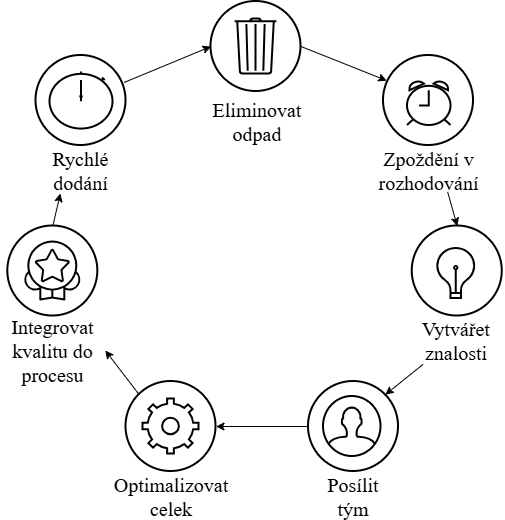 Eliminovat
odpad
Zpoždění v
rozhodování
Vytvářet
znalosti
Posílit
tým
Optimalizovat
celek
Integrovat
kvalitu do
procesu
Rychlé
dodání